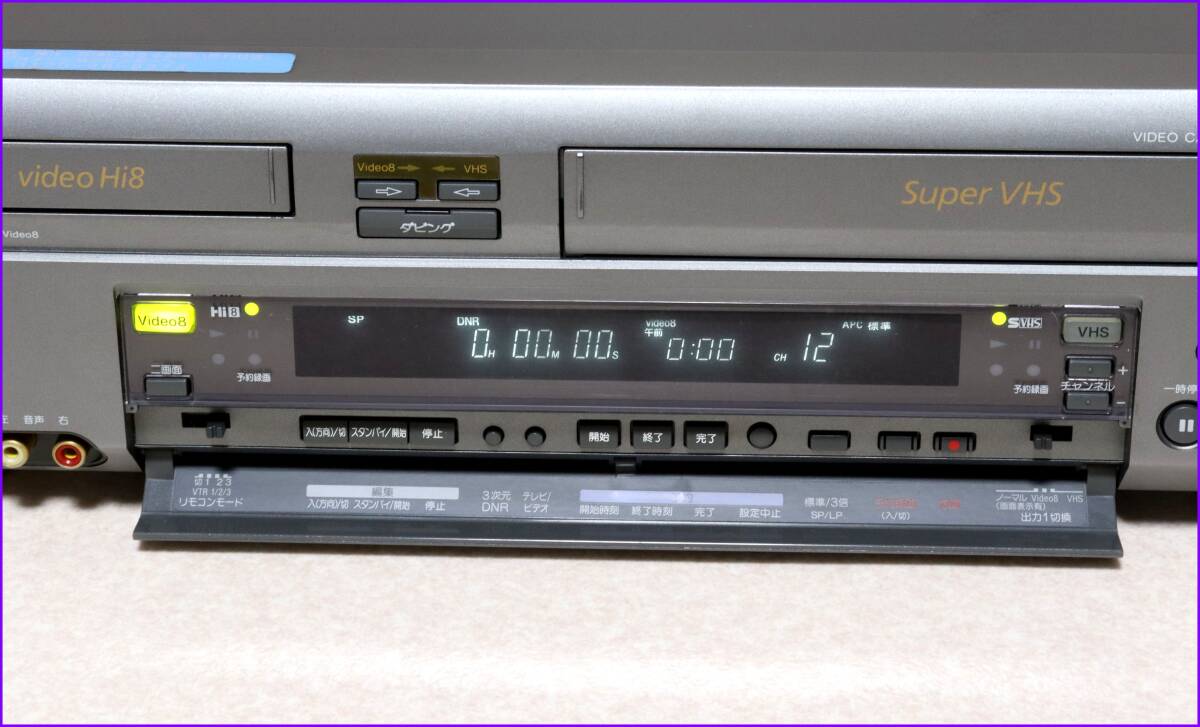 VIDEO C
video Hi8
Video8 → ← VHS
Super VHS
ダビング
Video8
Video8
Hi8
SP
DNR
Video8
午前
APC 標準
0H 00M 00S
0:00
CH 12
SVHS
VHS
二画面
予約録画
予約録画
チャンネル
+
−
音声 右
一時停
入(方向)/切 スタンバイ/開始 停止
開始 終了 完了
切 1 2 3
VTR 1/2/3
リモコンモード
編集
入(方向)/切 スタンバイ/開始 停止
3次元
DNR
テレビ/
ビデオ
開始時刻 終了時刻 完了 設定中止
標準/3倍
SP/LP
(入/切)
ノーマル Video8 VHS
(画面表示有)
出力1切換